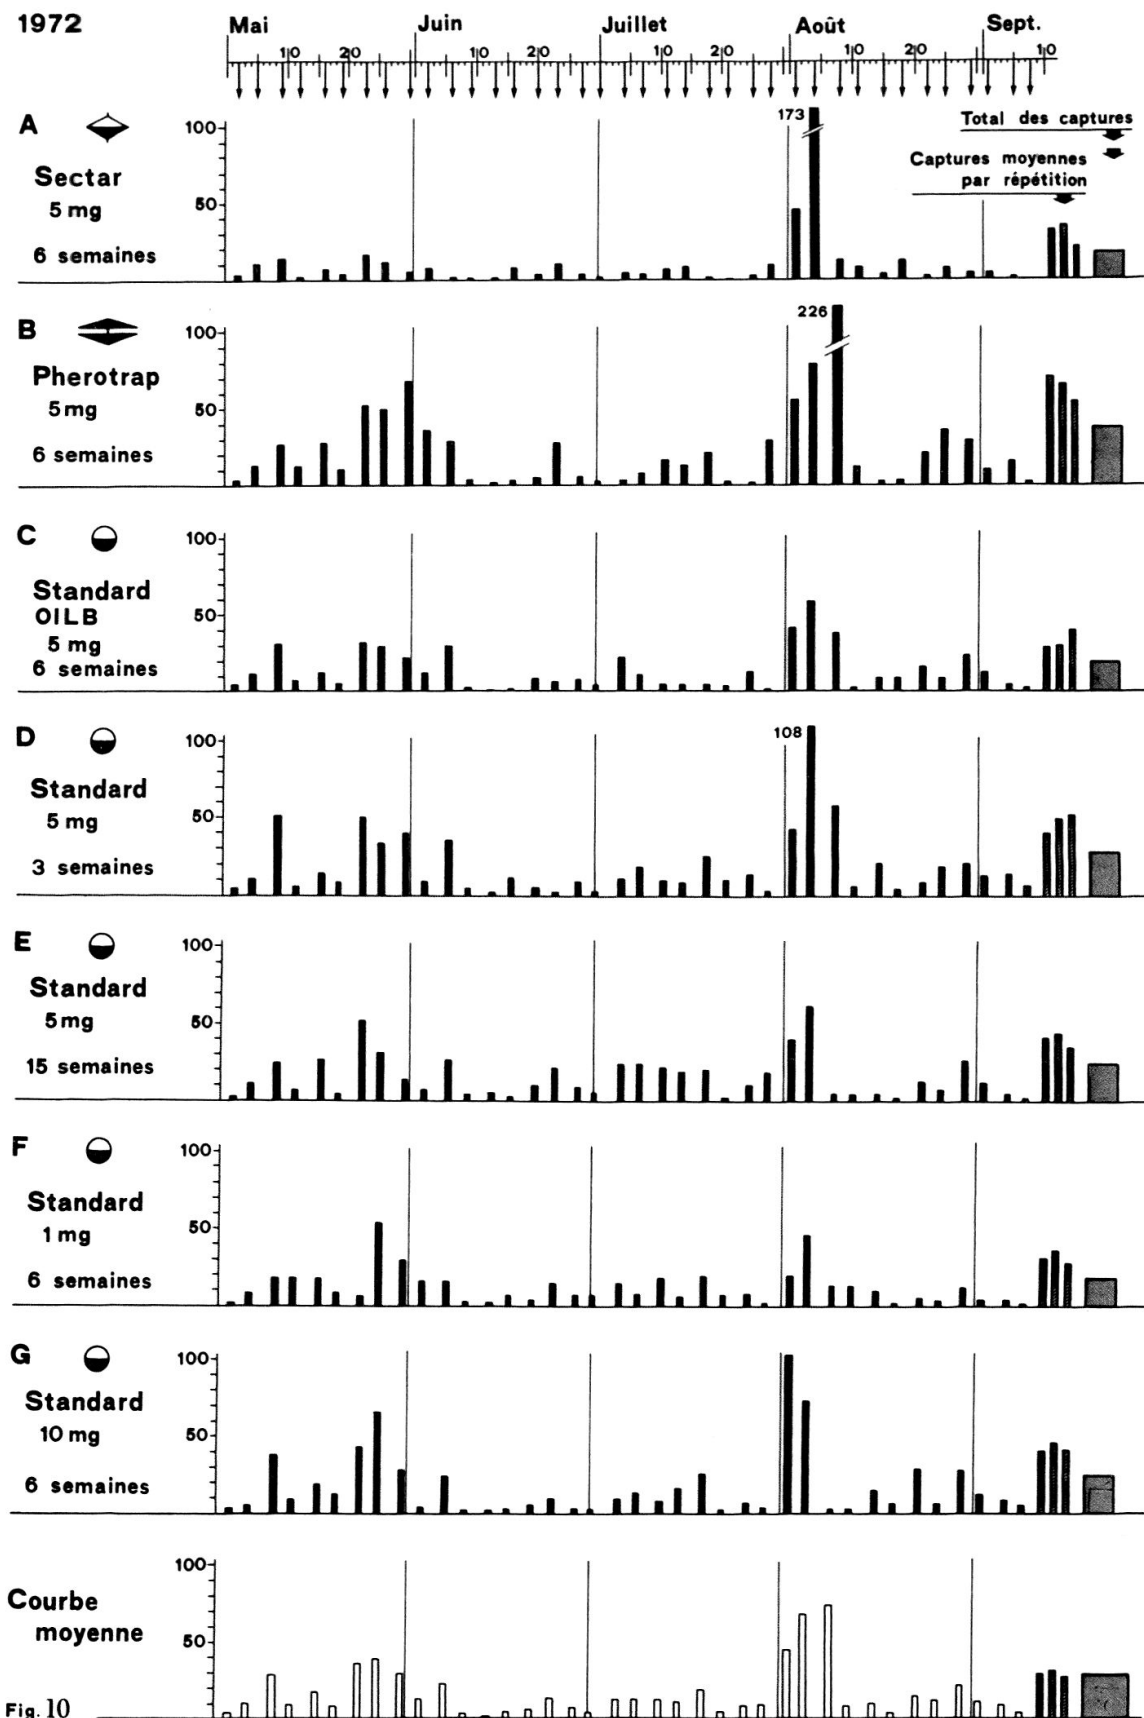 1972
Mai Juin Juillet Août Sept.
10 20 10 20 10 20 10 20 10
A
Sectar
5 mg
6 semaines
100
50
173
Total des captures
Captures moyennes
par répétition
B
Pherotrap
5 mg
6 semaines
100
50
226
C
Standard
OILB
5 mg
6 semaines
100
50
D
Standard
5 mg
3 semaines
100
50
108
E
Standard
5 mg
15 semaines
100
50
F
Standard
1 mg
6 semaines
100
50
G
Standard
10 mg
6 semaines
100
50
Courbe
moyenne
100
50
Fig. 10